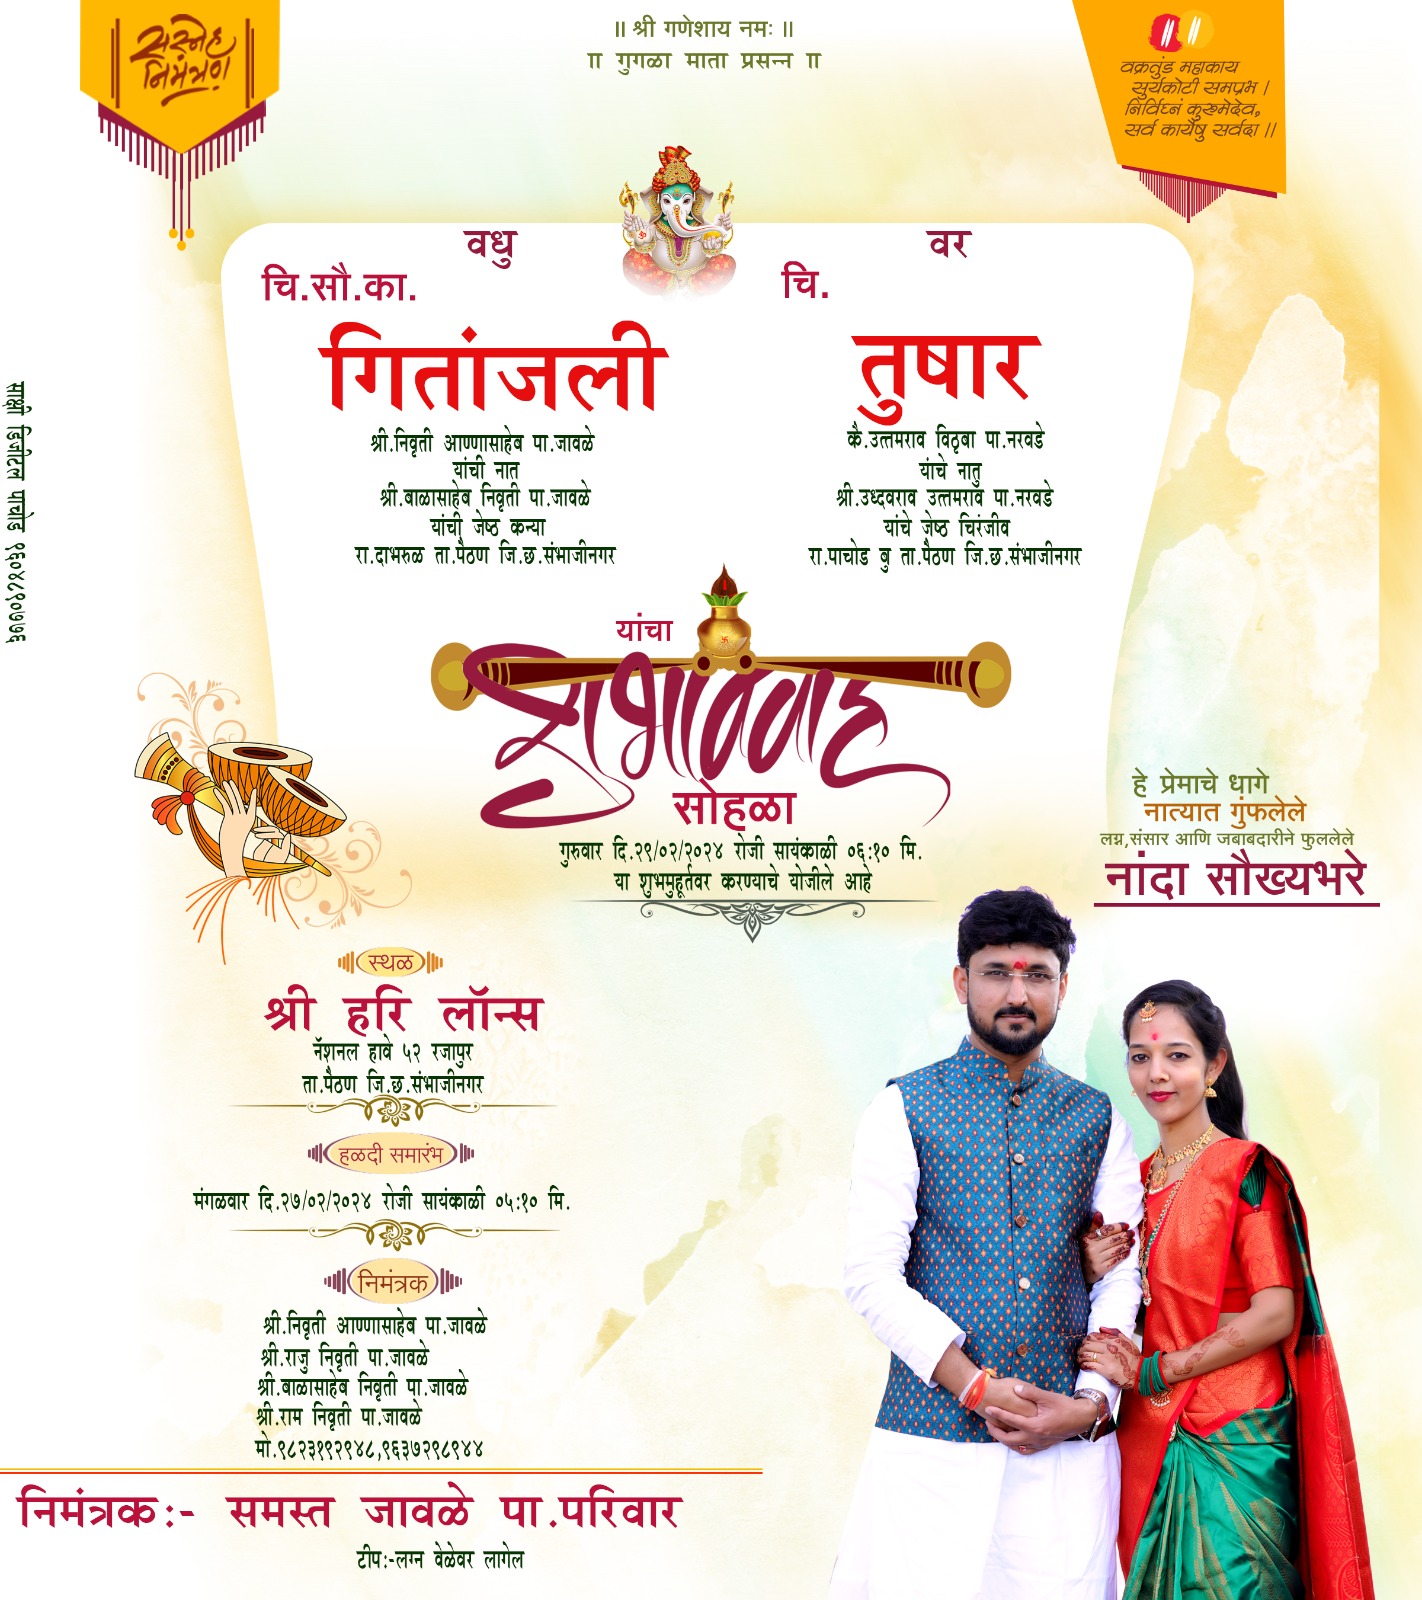 सस्नेह
निमंत्रण
॥ श्री गणेशाय नमः ॥
॥ गुगळा माता प्रसन्न ॥
वक्रतुंड महाकाय
सुर्यकोटी समप्रभ ।
निर्विघ्नं कुरुमेदेव,
सर्व कार्येषु सर्वदा ॥
वधु
चि.सौ.का.
गितांजली
श्री.निवृती आण्णासाहेब पा.जावळे
यांची नात
श्री.बाळासाहेब निवृती पा.जावळे
यांची जेष्ठ कन्या
रा.दाभरुळ ता.पैठण जि.छ.संभाजीनगर
वर
चि.
तुषार
कै.उत्तमराव विठृबा पा.नरवडे
यांचे नातु
श्री.उध्दवराव उत्तमराव पा.नरवडे
यांचे जेष्ठ चिरंजीव
रा.पाचोड बु ता.पैठण जि.छ.संभाजीनगर
साक्षी डिजीटल पाचोड ९६०४८९०७७६
यांचा
शुभविवाह
सोहळा
गुरुवार दि.२९/०२/२०२४ रोजी सायंकाळी ०६:१० मि.
या शुभमुहूर्तवर करण्याचे योजीले आहे
हे प्रेमाचे धागे
नात्यात गुंफलेले
लग्न,संसार आणि जबाबदारीने फुललेले
नांदा सौख्यभरे
स्थळ
श्री हरि लॉन्स
नॅशनल हावे ५२ रजापुर
ता.पैठण जि.छ.संभाजीनगर
हळदी समारंभ
मंगळवार दि.२७/०२/२०२४ रोजी सायंकाळी ०५:१० मि.
निमंत्रक
श्री.निवृती आण्णासाहेब पा.जावळे
श्री.राजु निवृती पा.जावळे
श्री.बाळासाहेब निवृती पा.जावळे
श्री.राम निवृती पा.जावळे
मो.९८२३१९२९४८,९६३७२९८९४४
निमंत्रक:- समस्त जावळे पा.परिवार
टीप:-लग्न वेळेवर लागेल